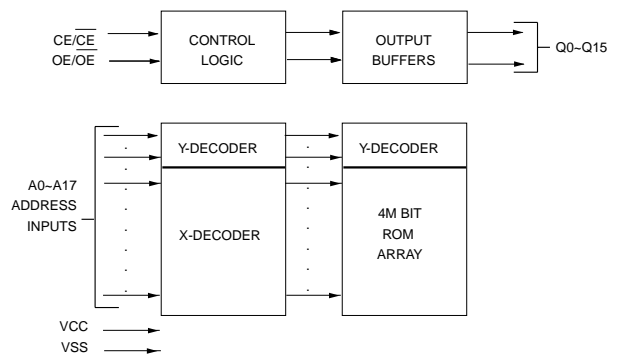 CE/CE
OE/OE
CONTROL
LOGIC
OUTPUT
BUFFERS
Q0~Q15
A0~A17
ADDRESS
INPUTS
Y-DECODER
X-DECODER
Y-DECODER
4M BIT
ROM
ARRAY
VCC
VSS